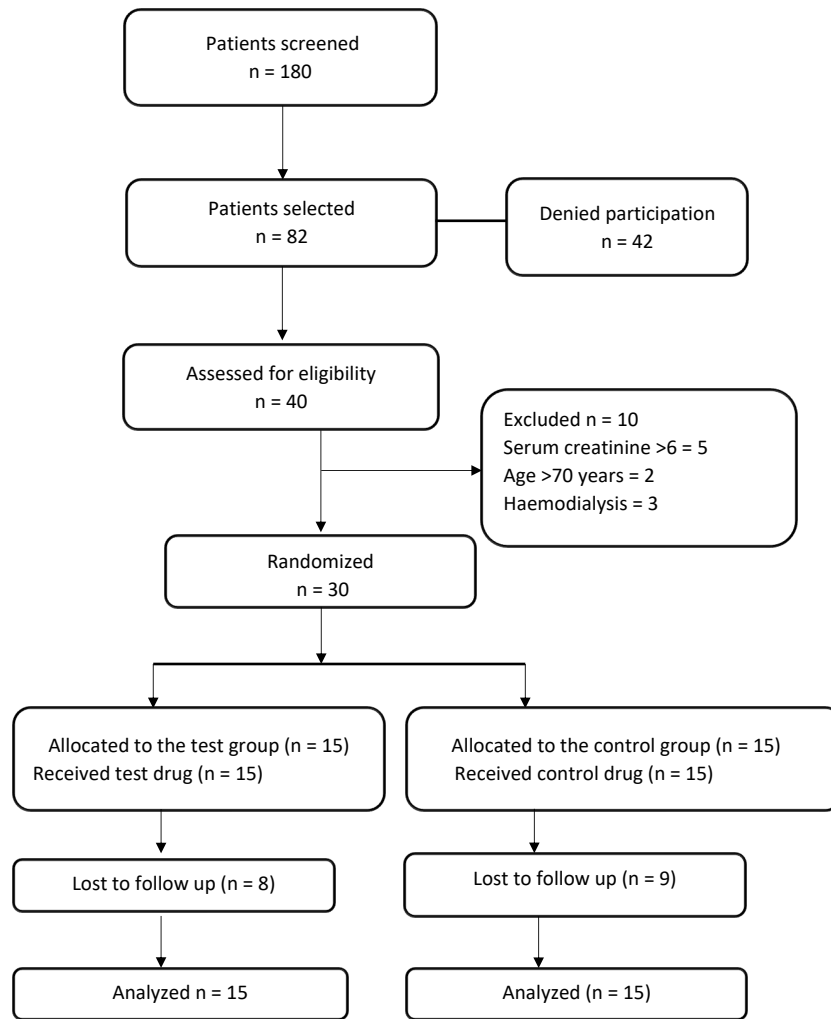 Patients screened
n = 180
Patients selected
n = 82
Denied participation
n = 42
Assessed for eligibility
n = 40
Excluded n = 10
Serum creatinine >6 = 5
Age >70 years = 2
Haemodialysis = 3
Randomized
n = 30
Allocated to the test group (n = 15)
Received test drug (n = 15)
Allocated to the control group (n = 15)
Received control drug (n = 15)
Lost to follow up (n = 8)
Lost to follow up (n = 9)
Analyzed n = 15
Analyzed (n = 15)